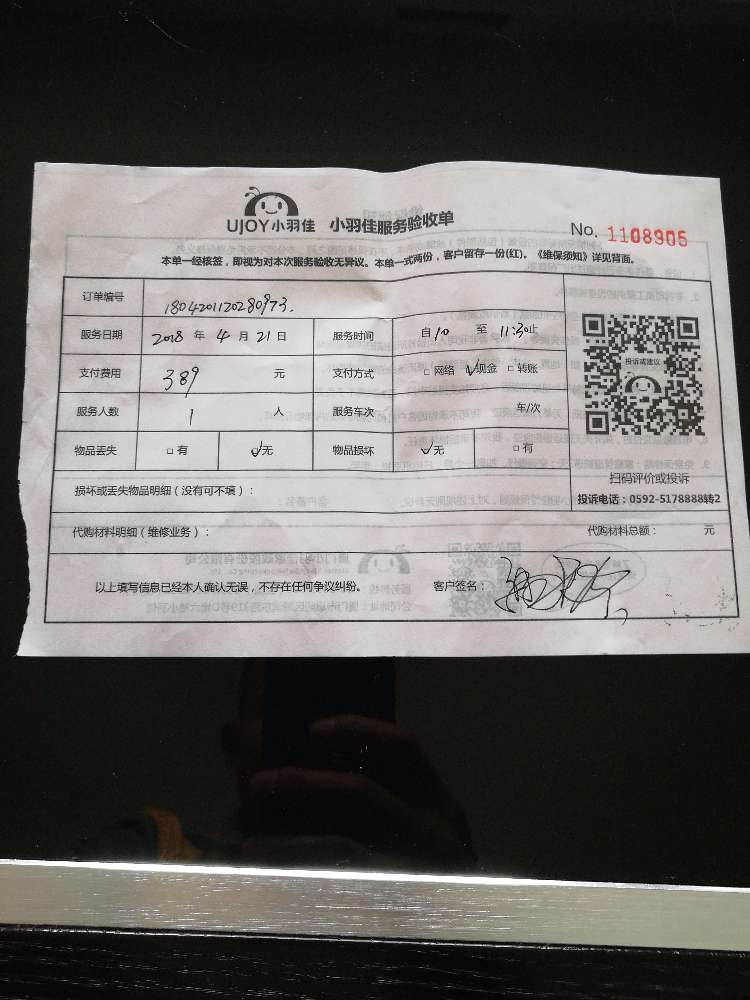 UJOY小羽佳 小羽佳服务验收单
No. 1108905
本单一经核签，即视为对本次服务验收无异议。本单一式两份，客户留存一份(红)。《维保须知》详见背面。
订单编号 1804201120280973.
服务日期 2018 年 4 月 21 日 服务时间 自10 至 11:30止
支付费用 389 元 支付方式 □ 网络 ☑现金 □ 转账
服务人数 1 人 服务车次 车/次
物品丢失 □ 有 ☑无 物品损坏 ☑无 □ 有
投诉或建议
扫码评价或投诉
投诉电话：0592-5178888转2
损坏或丢失物品明细（没有可不填）：
代购材料明细（维修业务）： 代购材料总额： 元
以上填写信息已经本人确认无误，不存在任何争议纠纷。 客户签名：